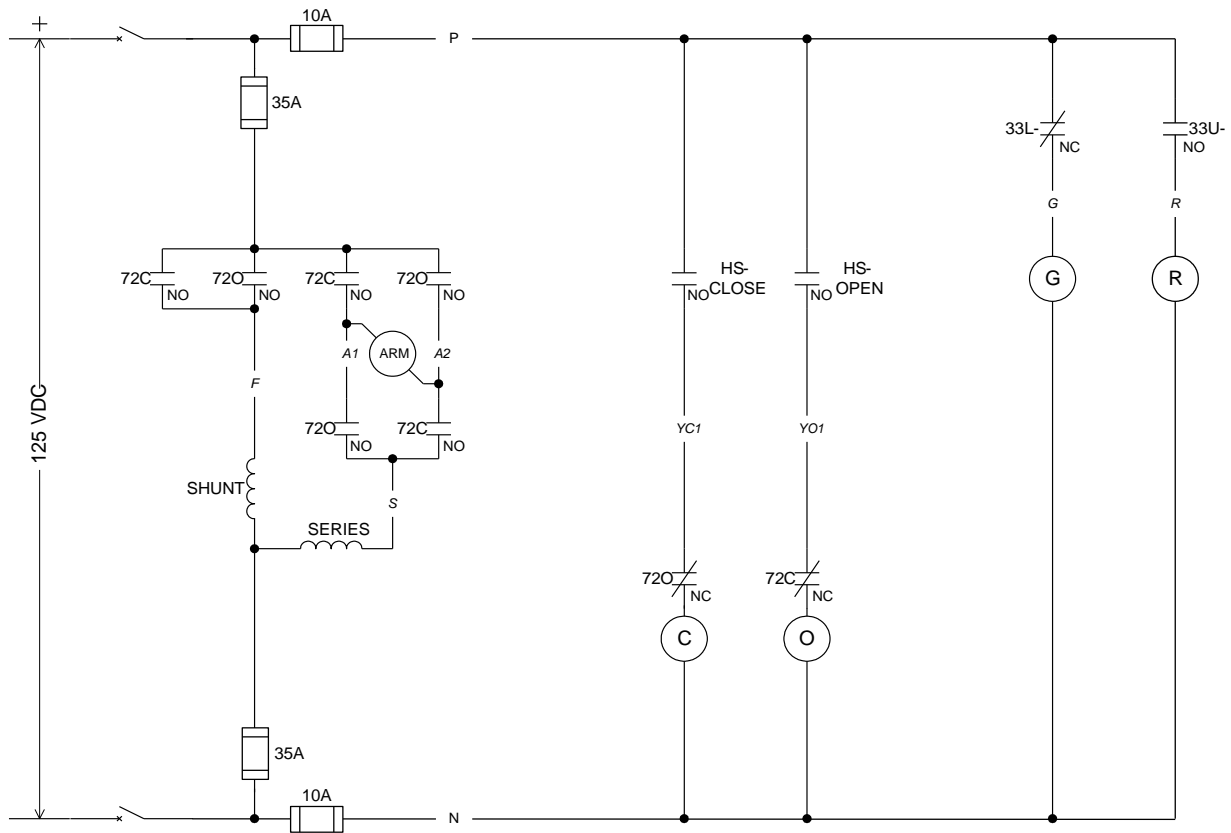 10A
+
P
35A
33L-
NC
33U-
NO
G
R
72C
NO
72O
NO
72C
NO
72O
NO
HS-
CLOSE
NO
HS-
OPEN
NO
G
R
A1
ARM
A2
F
125 VDC
72O
NO
72C
NO
YC1
YO1
SHUNT
S
SERIES
72O
NC
72C
NC
C
O
35A
10A
N